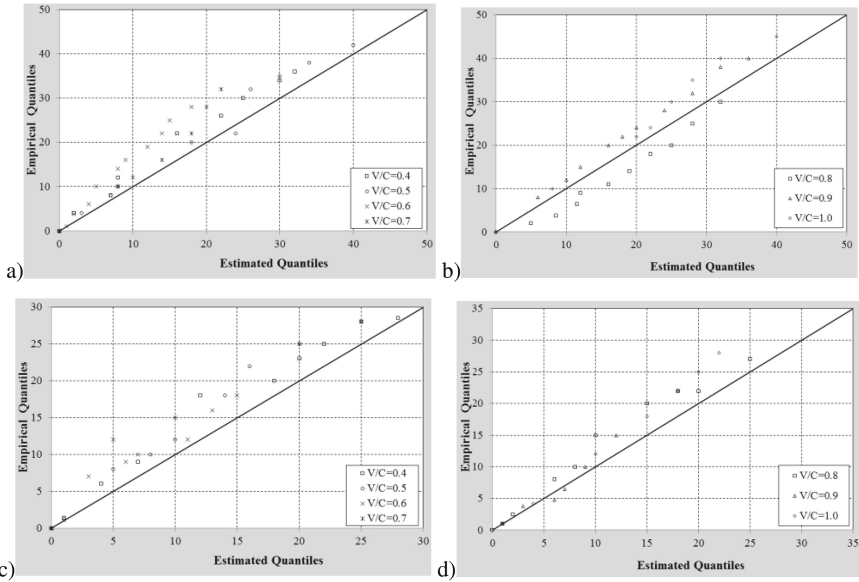 a)
Empirical Quantiles
50
40
30
20
10
0
0 10 20 30 40 50
Estimated Quantiles
V/C=0.4
V/C=0.5
V/C=0.6
V/C=0.7
b)
Empirical Quantiles
50
40
30
20
10
0
0 10 20 30 40 50
Estimated Quantiles
V/C=0.8
V/C=0.9
V/C=1.0
c)
Empirical Quantiles
30
25
20
15
10
5
0
0 5 10 15 20 25 30
Estimated Quantiles
V/C=0.4
V/C=0.5
V/C=0.6
V/C=0.7
d)
Empirical Quantiles
35
30
25
20
15
10
5
0
0 5 10 15 20 25 30 35
Estimated Quantiles
V/C=0.8
V/C=0.9
V/C=1.0